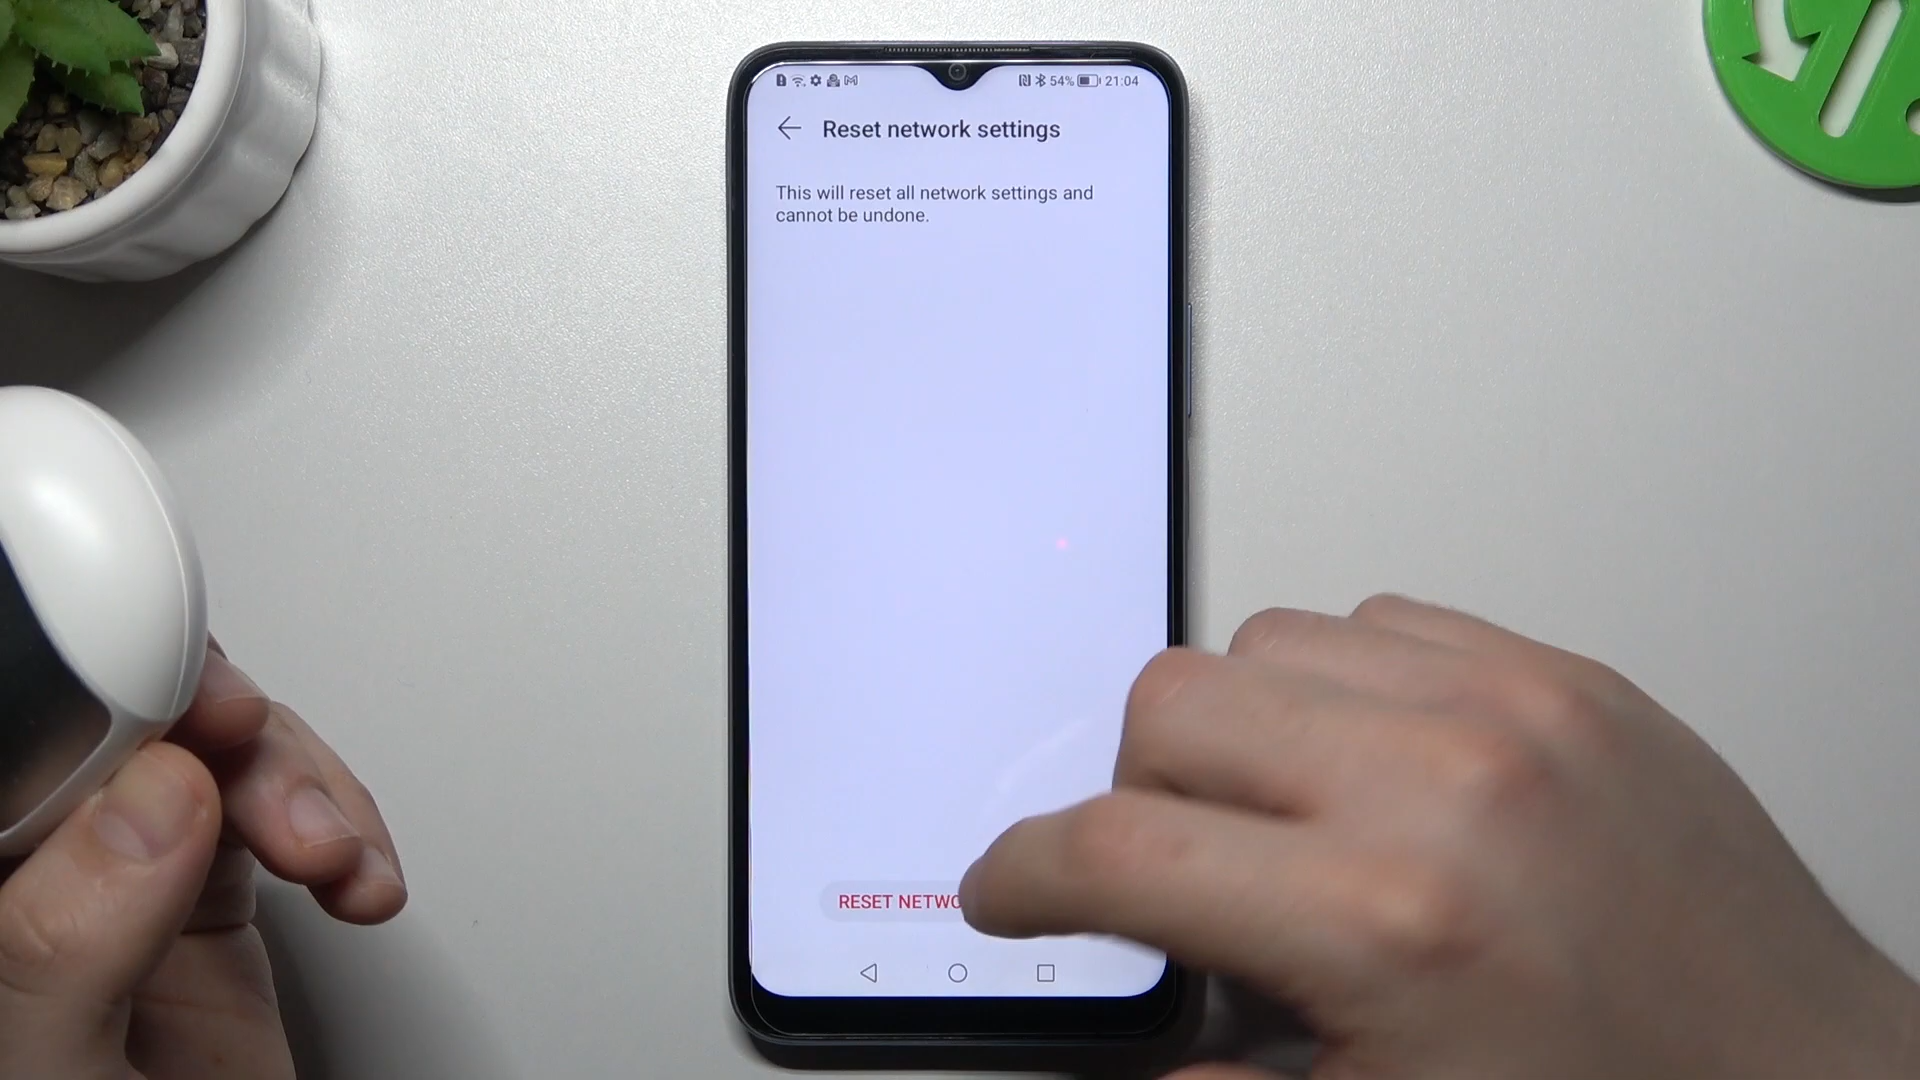 54% 21:04
Reset network settings
This will reset all network settings and
cannot be undone.
RESET NETWO